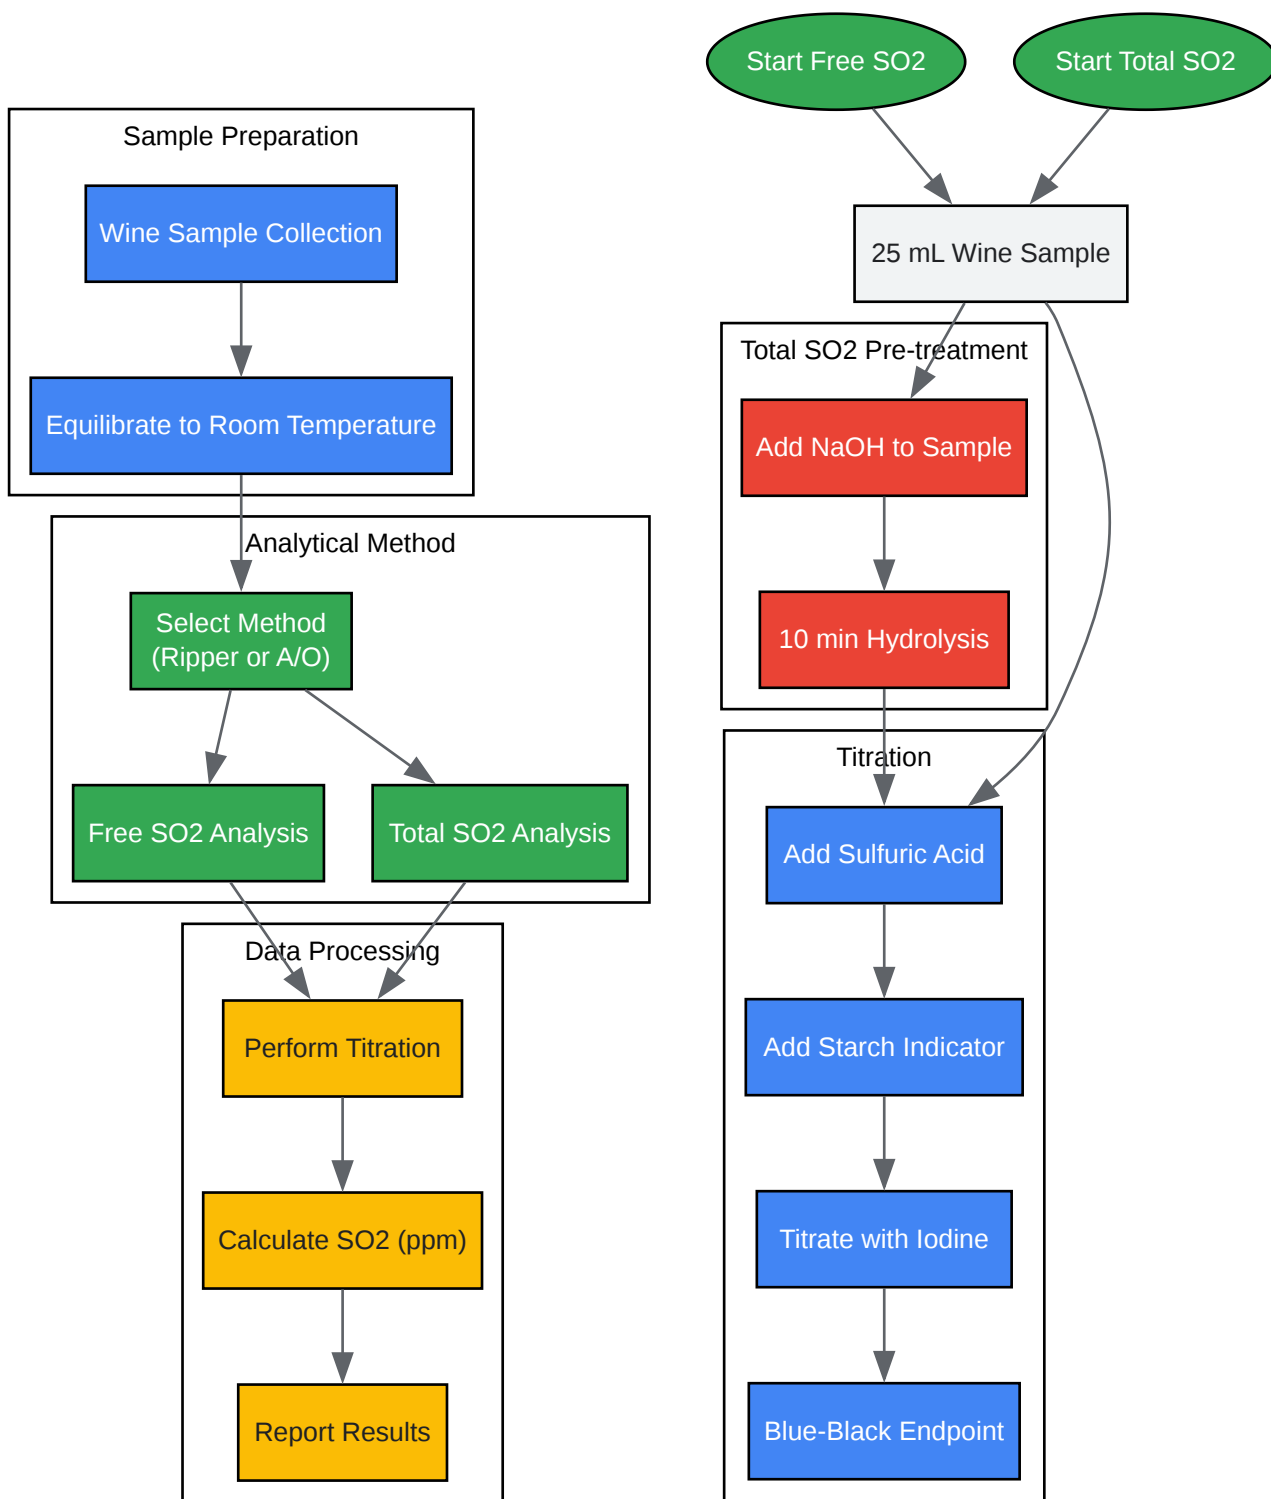 Sample Preparation
Wine Sample Collection
Equilibrate to Room Temperature
Analytical Method
Select Method
(Ripper or A/O)
Free SO2 Analysis
Total SO2 Analysis
Data Processing
Perform Titration
Calculate SO2 (ppm)
Report Results
Start Free SO2
Start Total SO2
25 mL Wine Sample
Total SO2 Pre-treatment
Add NaOH to Sample
10 min Hydrolysis
Titration
Add Sulfuric Acid
Add Starch Indicator
Titrate with Iodine
Blue-Black Endpoint